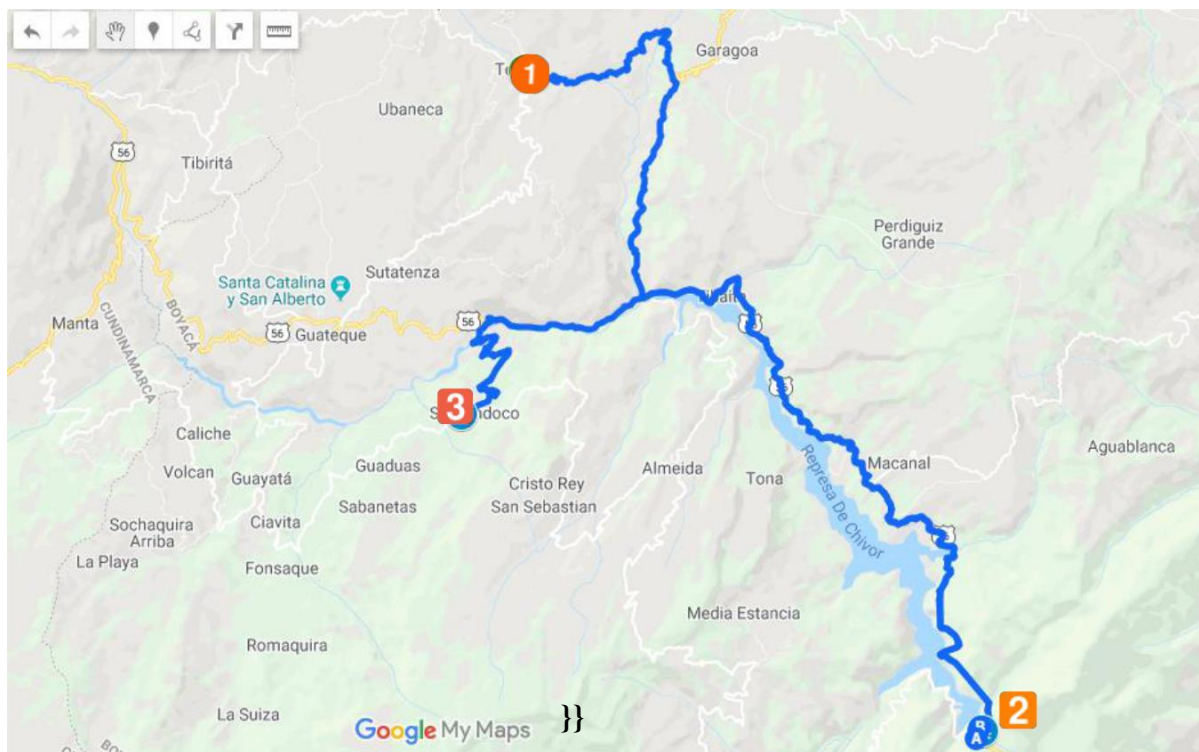 1
Garagoa
Ubaneca
56
Tibiritá
Perdiguiz
Grande
Sutatenza
Santa Catalina
y San Alberto
BOYACA
CUNDINAMARCA
Manta
56
56
Guateque
3
Caliche
Volcan
Guayatá
Guaduas
Sabanetas
Cristo Rey
San Sebastian
Almeida
Tona
Represa De Chivor
Macanal
Aguablanca
Sochaquira
Arriba
Ciavita
La Playa
Fonsaque
Media Estancia
Romaquira
La Suiza
Google My Maps
}}
2
B
A